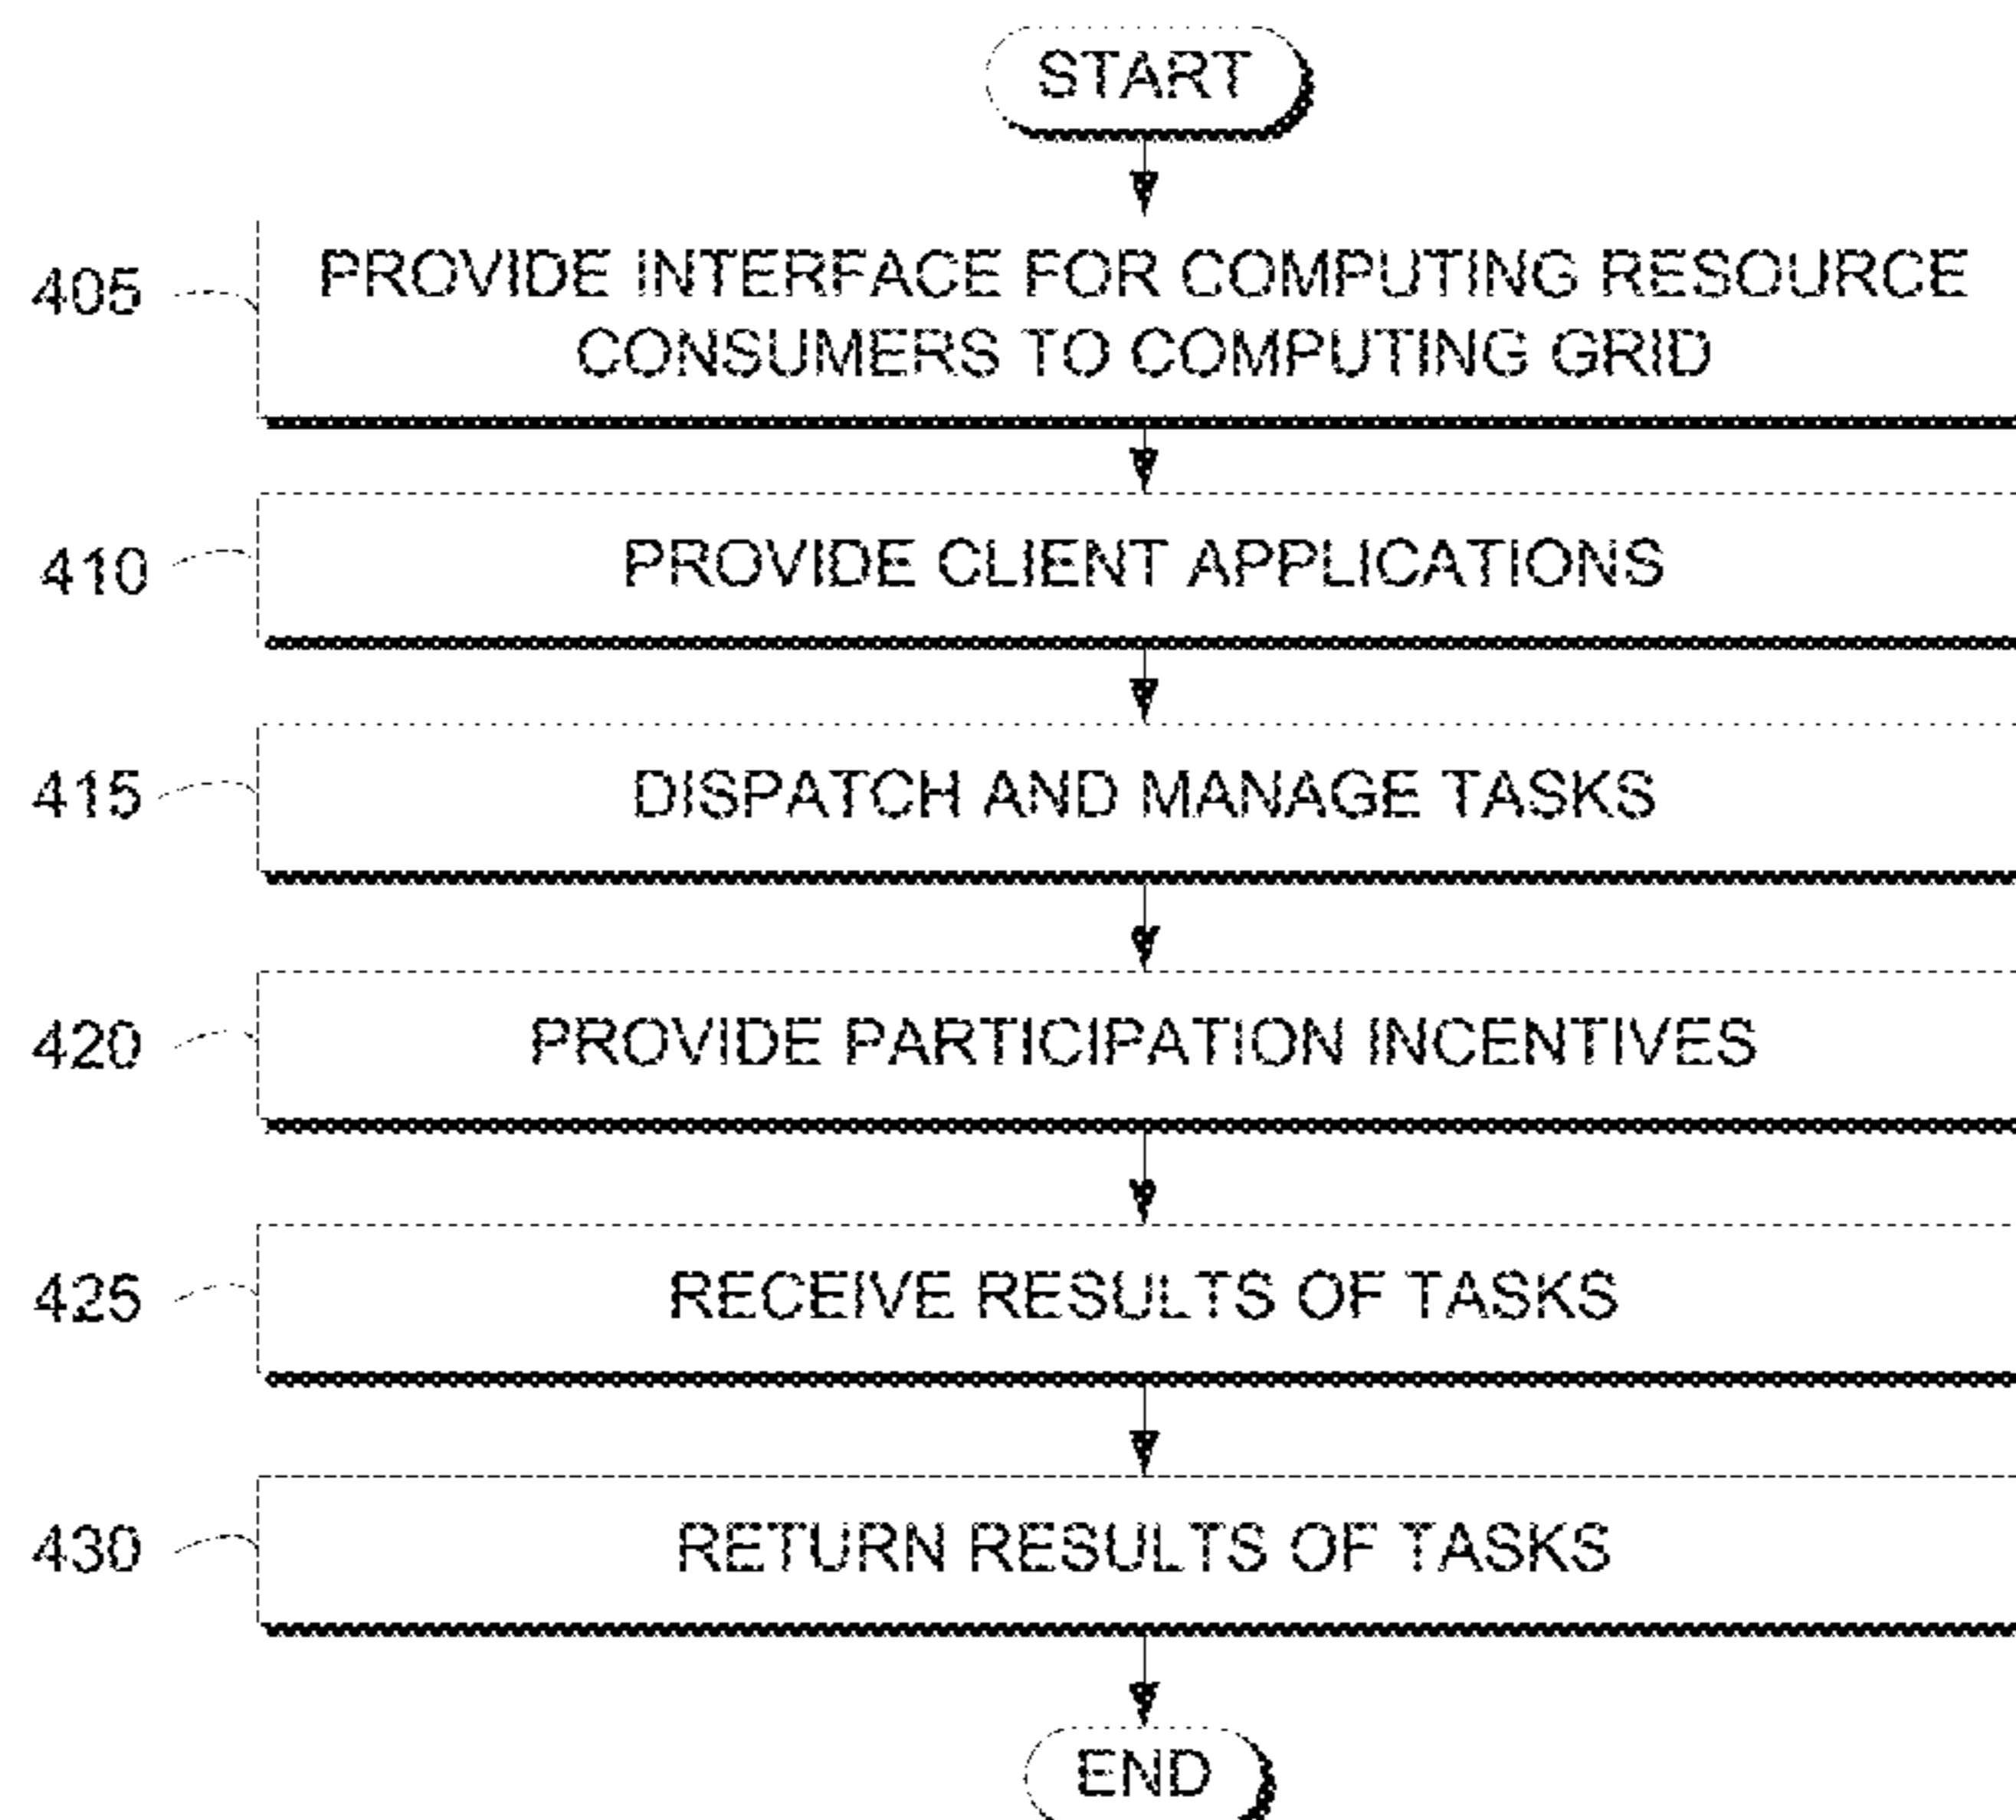 START
405
PROVIDE INTERFACE FOR COMPUTING RESOURCE
CONSUMERS TO COMPUTING GRID
410
PROVIDE CLIENT APPLICATIONS
415
DISPATCH AND MANAGE TASKS
420
PROVIDE PARTICIPATION INCENTIVES
425
RECEIVE RESULTS OF TASKS
430
RETURN RESULTS OF TASKS
END